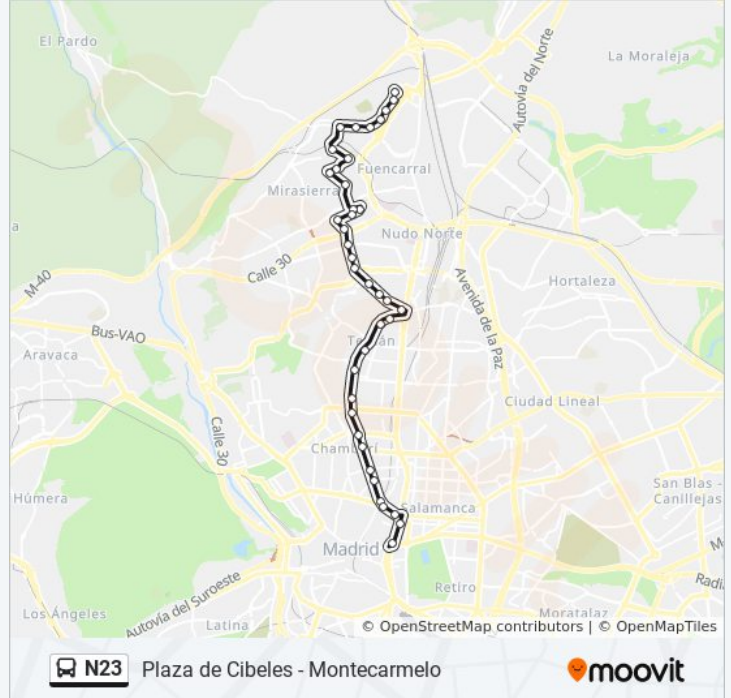 El Pardo
La Moraleja
Autovía del Norte
Fuencarral
Mirasierra
a
Nudo Norte
Calle 30
M-40
Hortaleza
Avenida de la Paz
Bus-VAO
Aravaca
Ciudad Lineal
Calle 30
Chamberí
San Blas -
Canillejas
Húmera
Salamanca
Madrid
Retiro
Autovía del Suroeste
Los Ángeles
Latina
Moratalaz
© OpenStreetMap contributors | © OpenMapTiles
N23 Plaza de Cibeles - Montecarmelo
moovit